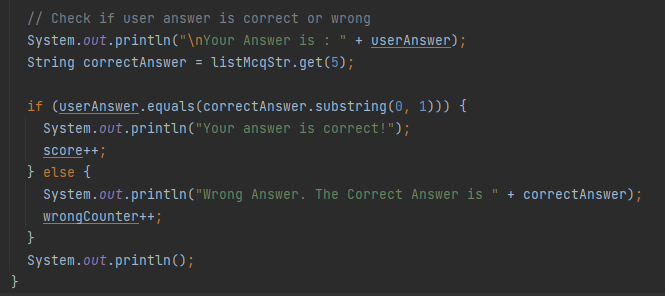 // Check if user answer is correct or wrong
System.out.println("\nYour Answer is : " + userAnswer);
String correctAnswer = listMcqStr.get(5);
if (userAnswer.equals(correctAnswer.substring(0, 1))) {
System.out.println("Your answer is correct!");
score++;
} else {
System.out.println("Wrong Answer. The Correct Answer is " + correctAnswer);
wrongCounter++;
}
System.out.println();
}